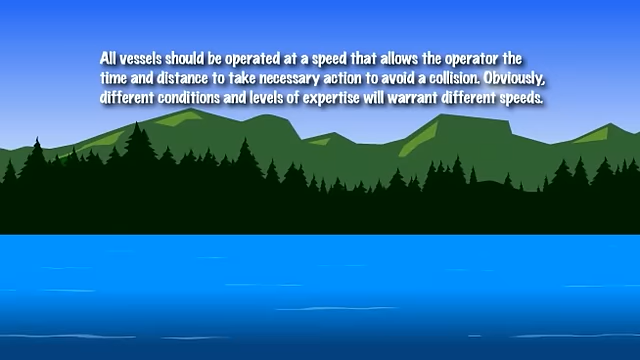 All vessels should be operated at a speed that allows the operator the
time and distance to take necessary action to avoid a collision. Obviously,
different conditions and levels of expertise will warrant different speeds.